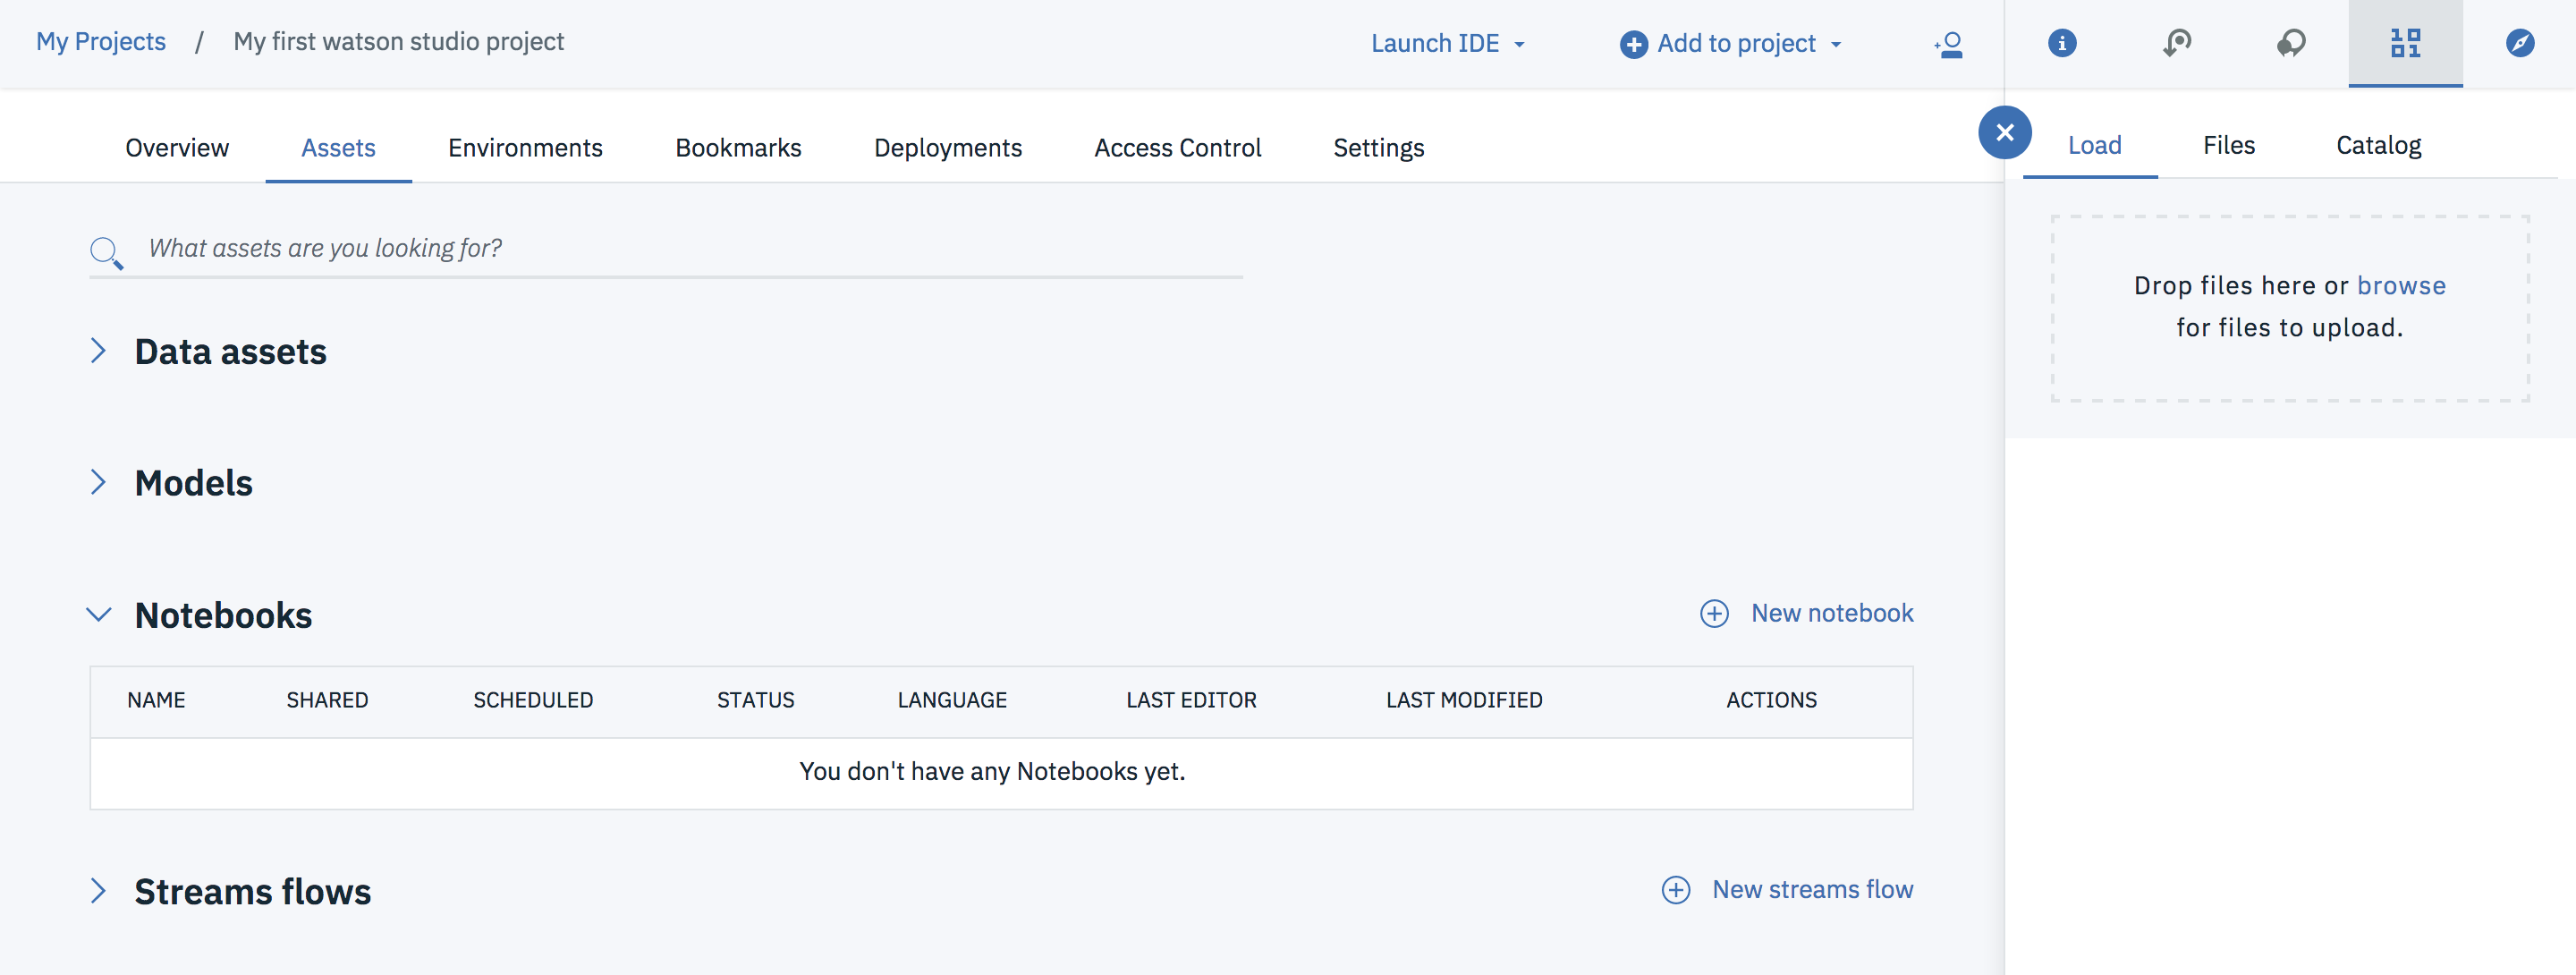 My Projects / My first watson studio project
Launch IDE
Add to project
Overview
Assets
Environments
Bookmarks
Deployments
Access Control
Settings
What assets are you looking for?
Data assets
Models
Notebooks
New notebook
NAME SHARED SCHEDULED STATUS LANGUAGE LAST EDITOR LAST MODIFIED ACTIONS
You don't have any Notebooks yet.
Streams flows
New streams flow
Load
Files
Catalog
Drop files here or browse
for files to upload.